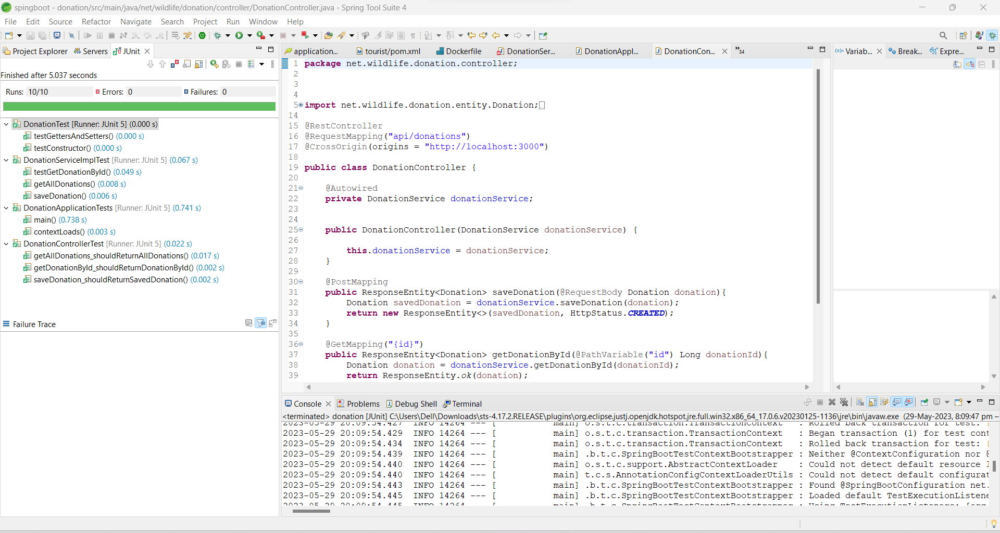 spingboot - donation/src/main/java/net/wildlife/donation/controller/DonationController.java - Spring Tool Suite 4
File Edit Source Refactor Navigate Search Project Run Window Help
Project Explorer Servers JUnit
Finished after 5.037 seconds
Runs: 10/10 Errors: 0 Failures: 0
DonationTest [Runner: JUnit 5] (0.000 s)
testGettersAndSetters() (0.000 s)
testConstructor() (0.000 s)
DonationServiceImplTest [Runner: JUnit 5] (0.067 s)
testGetDonationById() (0.049 s)
getAllDonations() (0.008 s)
saveDonation() (0.006 s)
DonationApplicationTests [Runner: JUnit 5] (0.741 s)
main() (0.738 s)
contextLoads() (0.003 s)
DonationControllerTest [Runner: JUnit 5] (0.022 s)
getAllDonations_shouldReturnAllDonations() (0.017 s)
getDonationById_shouldReturnDonationById() (0.002 s)
saveDonation_shouldReturnSavedDonation() (0.002 s)
Failure Trace
application... tourist/pom.xml Dockerfile DonationSer... DonationAppl... DonationCon... 34
1 package net.wildlife.donation.controller;
2
3
4
5 import net.wildlife.donation.entity.Donation;
14
15 @RestController
16 @RequestMapping("api/donations")
17 @CrossOrigin(origins = "http://localhost:3000")
18
19 public class DonationController {
20
21 @Autowired
22 private DonationService donationService;
23
24
25 public DonationController(DonationService donationService) {
26
27 this.donationService = donationService;
28 }
29
30 @PostMapping
31 public ResponseEntity<Donation> saveDonation(@RequestBody Donation donation){
32 Donation savedDonation = donationService.saveDonation(donation);
33 return new ResponseEntity<>(savedDonation, HttpStatus.CREATED);
34 }
35
36 @GetMapping("{id}")
37 public ResponseEntity<Donation> getDonationById(@PathVariable("id") Long donationId){
38 Donation donation = donationService.getDonationById(donationId);
39 return ResponseEntity.ok(donation);
(x)= Variab... Break... Expre...
Console Problems Debug Shell Terminal
<terminated> donation [JUnit] C:\Users\Dell\Downloads\sts-4.17.2.RELEASE\plugins\org.eclipse.justj.openjdk.hotspot.jre.full.win32.x86_64_17.0.6.v20230125-1136\jre\bin\javaw.exe (29-May-2023, 8:09:47 pm –
2023-05-29 20:09:54.427 INFO 14264 --- [ main] o.s.t.c.transaction.TransactionContext : Rolled back transaction for test:
2023-05-29 20:09:54.429 INFO 14264 --- [ main] o.s.t.c.transaction.TransactionContext : Began transaction (1) for test cont
2023-05-29 20:09:54.434 INFO 14264 --- [ main] o.s.t.c.transaction.TransactionContext : Rolled back transaction for test:
2023-05-29 20:09:54.439 INFO 14264 --- [ main] .b.t.c.SpringBootTestContextBootstrapper : Neither @ContextConfiguration nor @
2023-05-29 20:09:54.440 INFO 14264 --- [ main] o.s.t.c.support.AbstractContextLoader : Could not detect default resource l
2023-05-29 20:09:54.440 INFO 14264 --- [ main] t.c.s.AnnotationConfigContextLoaderUtils : Could not detect default configurat
2023-05-29 20:09:54.443 INFO 14264 --- [ main] .b.t.c.SpringBootTestContextBootstrapper : Found @SpringBootConfiguration net.
2023-05-29 20:09:54.445 INFO 14264 --- [ main] .b.t.c.SpringBootTestContextBootstrapper : Loaded default TestExecutionListene
2023-05-29 20:09:54.445 INFO 14264 --- [ main] .b.t.c.SpringBootTestContextBootstrapper : Using TestExecutionListeners: [org